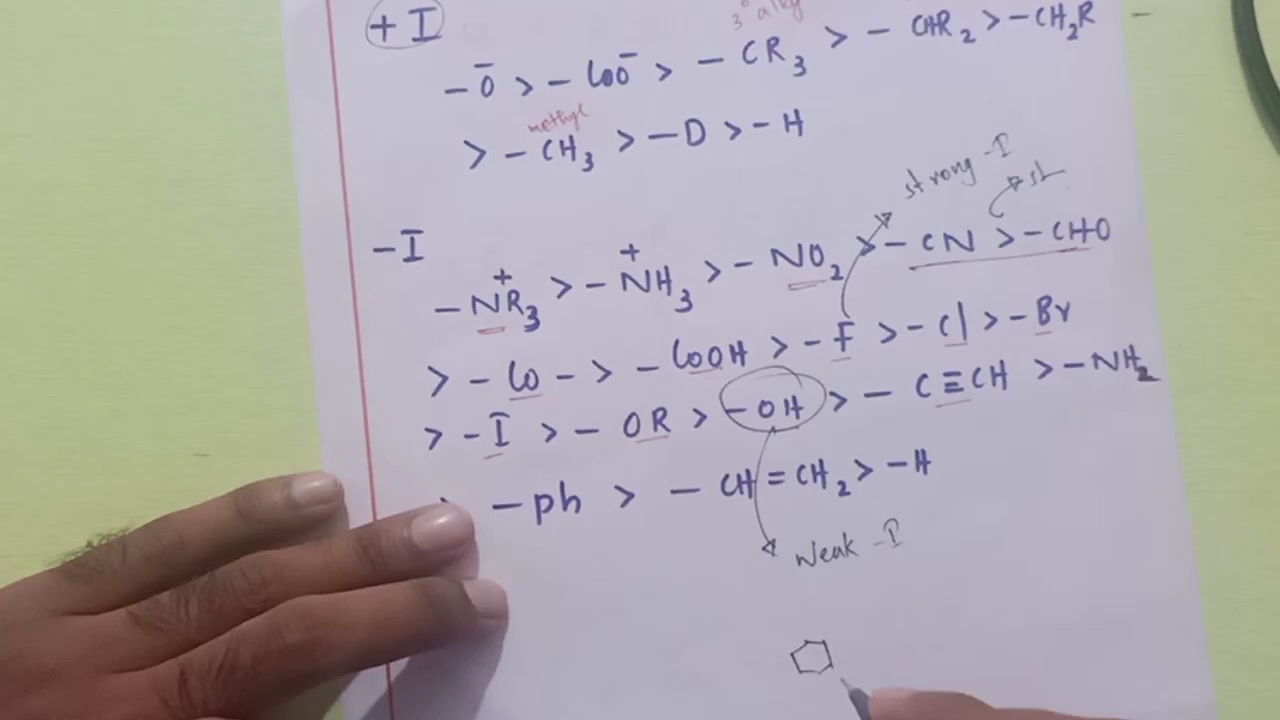 +I
3° alky
-Ō > -COO⁻ > -CR₃ > -CHR₂ > -CH₂R
methyl
> -CH₃ > -D > -H
strong -I
-I
-N⁺R₃ > -N⁺H₃ > -NO₂ > -CN > -CHO
> -CO- > -COOH > -F > -Cl > -Br
> -I > -OR > -OH > -C≡CH > -NH₂
> -ph > -CH=CH₂ > -H
weak -I